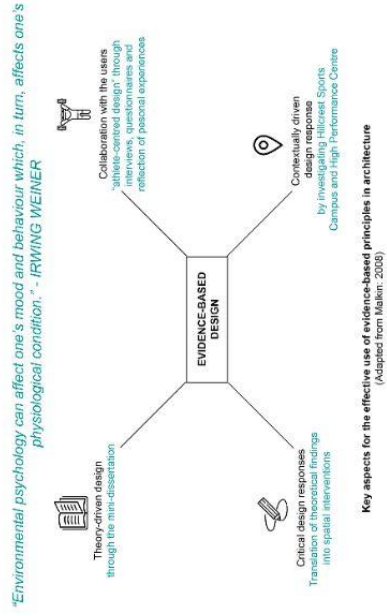 "Environmental psychology can affect one's mood and behaviour which, in turn, affects one's
physiological condition." - IRWING WEINER
Theory-driven design
through the mini-dissertation
Collaboration with the users
"athlete-centred design" through
interviews, questionnaires and
reflection of pesonal experiences
EVIDENCE-BASED
DESIGN
Critical design responses
Translation of theoretical findings
into spatial interventions
Contextually driven
design response
by investigating Hillcrest Sports
Campus and High Performance Centre
Key aspects for the effective use of evidence-based principles in architecture
(Adapted from Malkin: 2008)